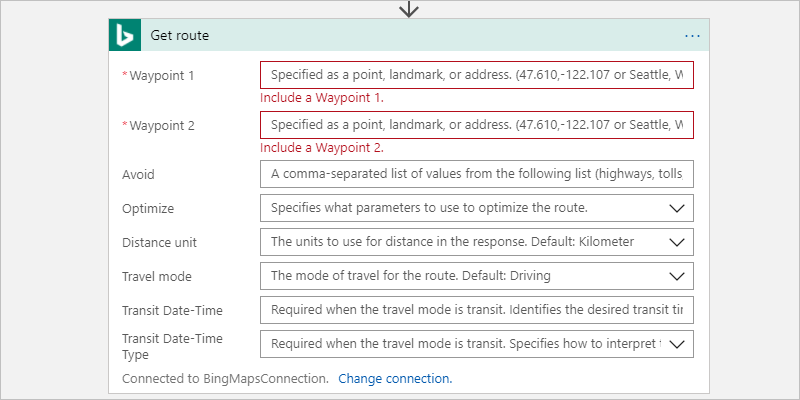 Get route
*Waypoint 1
Specified as a point, landmark, or address. (47.610,-122.107 or Seattle, W
Include a Waypoint 1.
*Waypoint 2
Specified as a point, landmark, or address. (47.610,-122.107 or Seattle, W
Include a Waypoint 2.
Avoid
A comma-separated list of values from the following list (highways, tolls,
Optimize
Specifies what parameters to use to optimize the route.
Distance unit
The units to use for distance in the response. Default: Kilometer
Travel mode
The mode of travel for the route. Default: Driving
Transit Date-Time
Required when the travel mode is transit. Identifies the desired transit tir
Transit Date-Time
Type
Required when the travel mode is transit. Specifies how to interpret t
Connected to BingMapsConnection. Change connection.